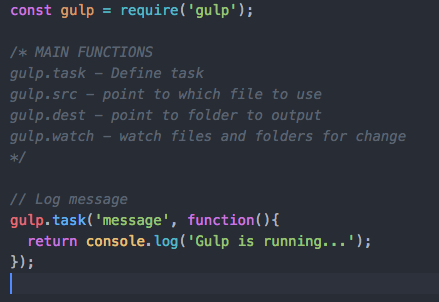 const gulp = require('gulp');
/* MAIN FUNCTIONS
gulp.task - Define task
gulp.src - point to which file to use
gulp.dest - point to folder to output
gulp.watch - watch files and folders for change
*/
// Log message
gulp.task('message', function(){
  return console.log('Gulp is running...');
});